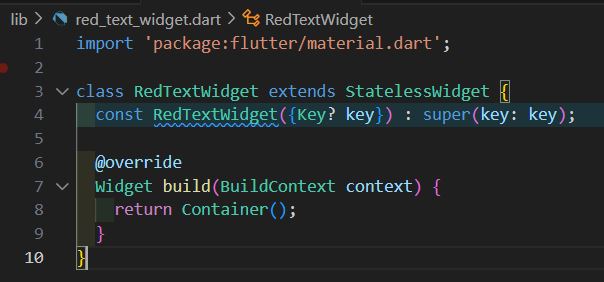 lib > red_text_widget.dart > RedTextWidget
1 import 'package:flutter/material.dart';
2
3 class RedTextWidget extends StatelessWidget {
4 const RedTextWidget({Key? key}) : super(key: key);
5
6 @override
7 Widget build(BuildContext context) {
8 return Container();
9 }
10 }